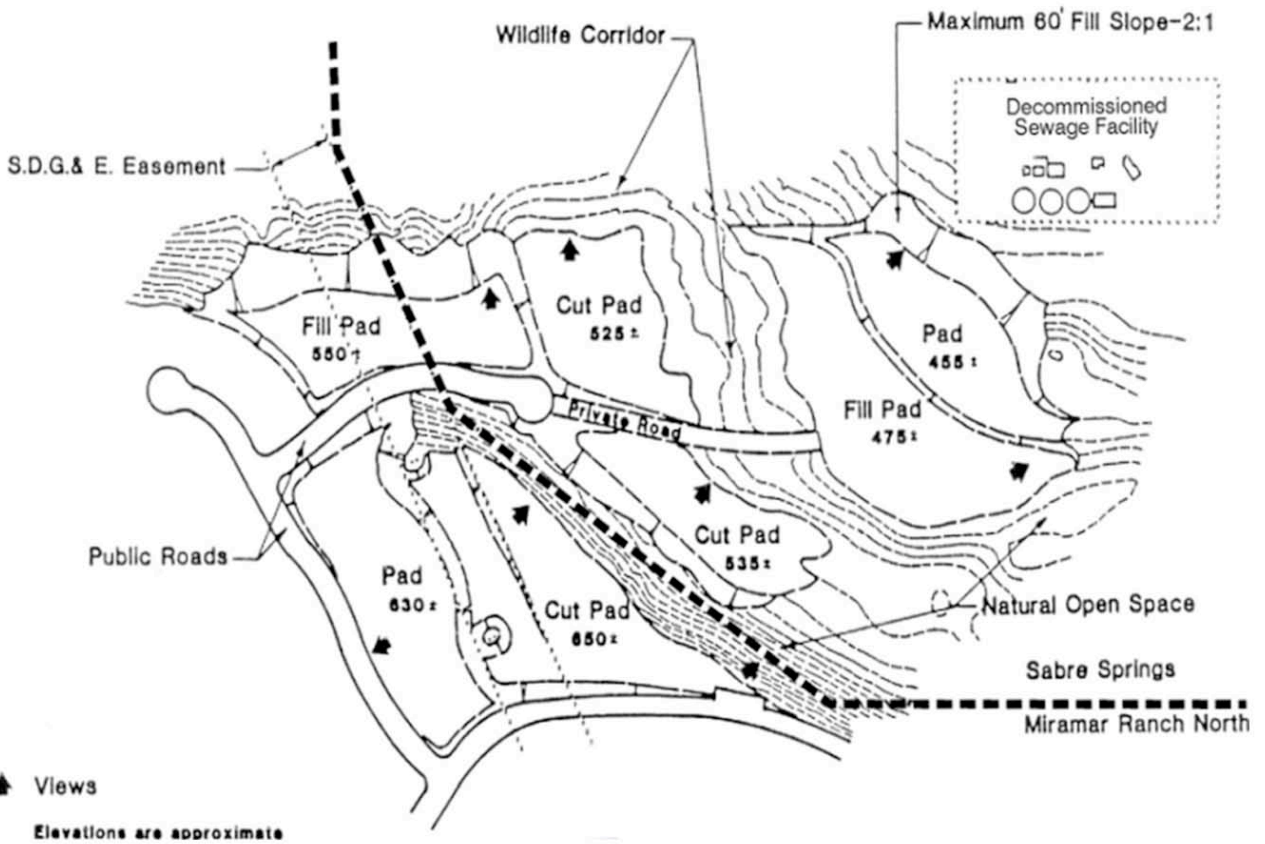 Maximum 60' Fill Slope-2:1
Wildlife Corridor
Decommissioned
Sewage Facility
S.D.G.& E. Easement
Cut Pad
525±
Fill Pad
550'±
Pad
455±
Private Road
Fill Pad
475±
Cut Pad
535±
Public Roads
Pad
630±
Cut Pad
650±
Natural Open Space
Sabre Springs
Miramar Ranch North
Views
Elevations are approximate